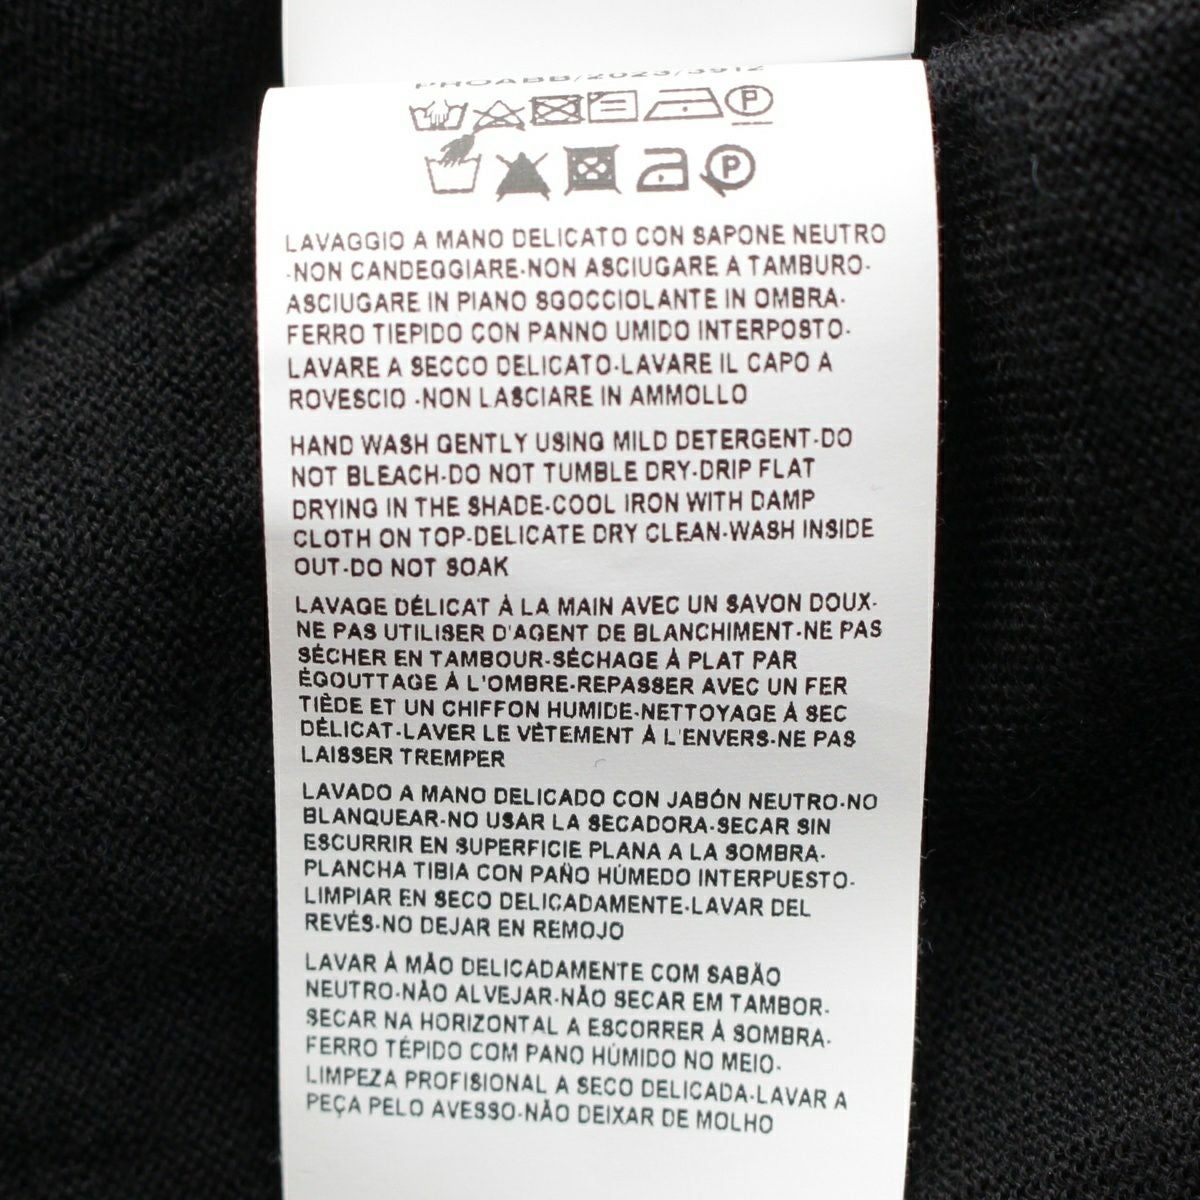 LAVAGGIO A MANO DELICATO CON SAPONE NEUTRO
-NON CANDEGGIARE-NON ASCIUGARE A TAMBURO-
ASCIUGARE IN PIANO SGOCCIOLANTE IN OMBRA-
FERRO TIEPIDO CON PANNO UMIDO INTERPOSTO-
LAVARE A SECCO DELICATO-LAVARE IL CAPO A
ROVESCIO -NON LASCIARE IN AMMOLLO
HAND WASH GENTLY USING MILD DETERGENT-DO
NOT BLEACH-DO NOT TUMBLE DRY-DRIP FLAT
DRYING IN THE SHADE-COOL IRON WITH DAMP
CLOTH ON TOP-DELICATE DRY CLEAN-WASH INSIDE
OUT-DO NOT SOAK
LAVAGE DÉLICAT À LA MAIN AVEC UN SAVON DOUX-
NE PAS UTILISER D'AGENT DE BLANCHIMENT-NE PAS
SÉCHER EN TAMBOUR-SÉCHAGE À PLAT PAR
ÉGOUTTAGE À L'OMBRE-REPASSER AVEC UN FER
TIÈDE ET UN CHIFFON HUMIDE-NETTOYAGE À SEC
DÉLICAT-LAVER LE VÊTEMENT À L'ENVERS-NE PAS
LAISSER TREMPER
LAVADO A MANO DELICADO CON JABÓN NEUTRO-NO
BLANQUEAR-NO USAR LA SECADORA-SECAR SIN
ESCURRIR EN SUPERFICIE PLANA A LA SOMBRA-
PLANCHA TIBIA CON PAÑO HÚMEDO INTERPUESTO-
LIMPIAR EN SECO DELICADAMENTE-LAVAR DEL
REVÉS-NO DEJAR EN REMOJO
LAVAR À MÃO DELICADAMENTE COM SABÃO
NEUTRO-NÃO ALVEJAR-NÃO SECAR EM TAMBOR-
SECAR NA HORIZONTAL A ESCORRER À SOMBRA-
FERRO TÉPIDO COM PANO HÚMIDO NO MEIO-
LIMPEZA PROFISIONAL A SECO DELICADA-LAVAR A
PEÇA PELO AVESSO-NÃO DEIXAR DE MOLHO